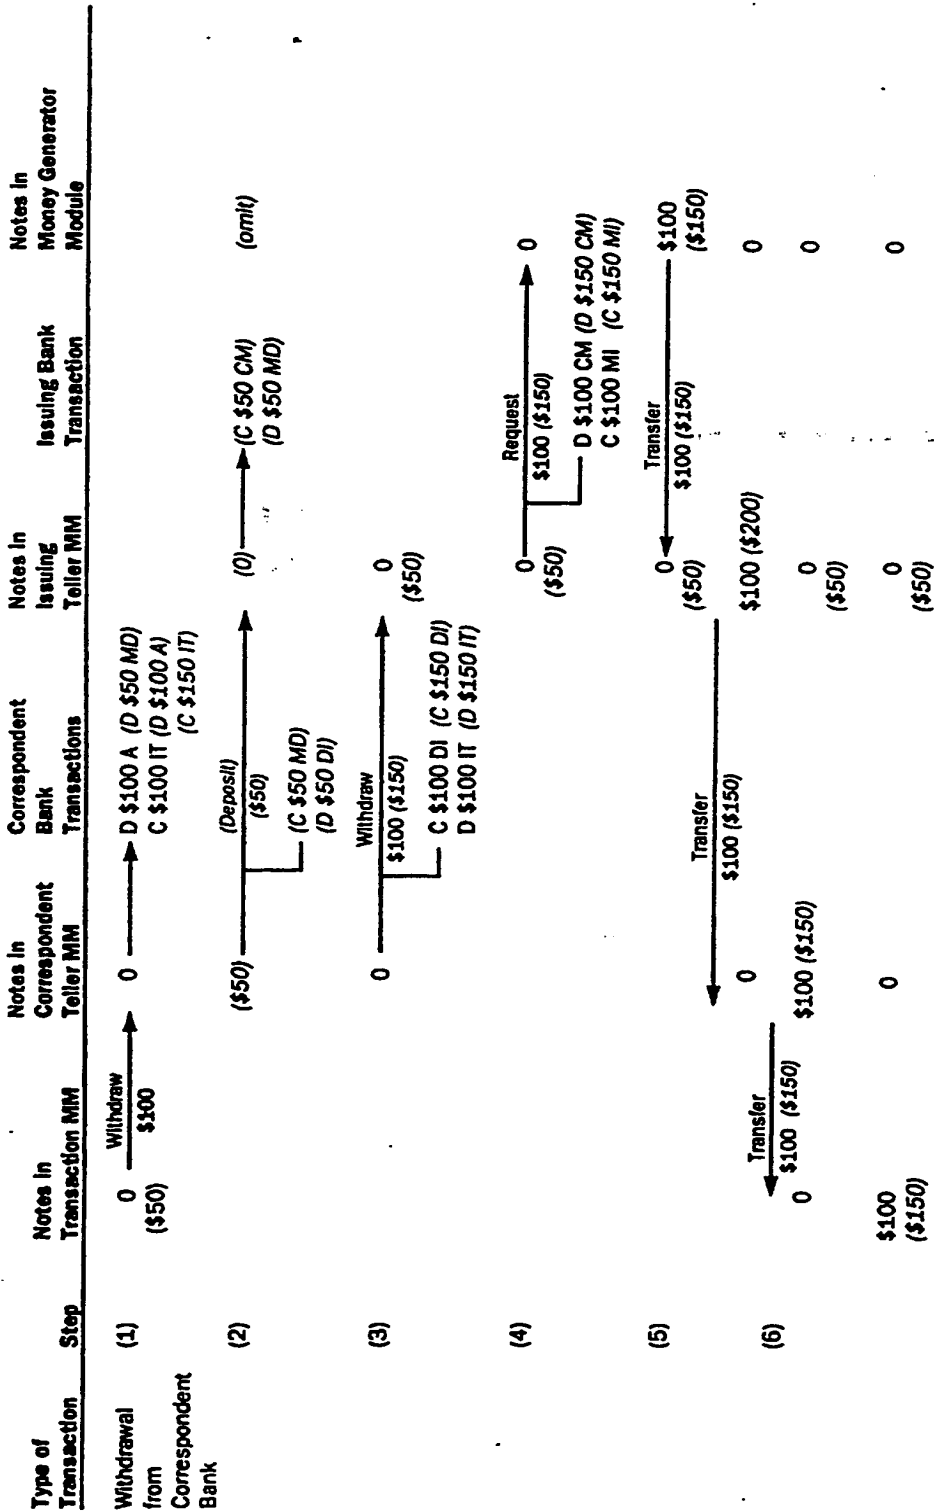 Type of
Transaction
Step
Notes In
Transaction MM
Notes In
Correspondent
Teller MM
Correspondent
Bank
Transactions
Notes In
Issuing
Teller MM
Issuing Bank
Transaction
Notes In
Money Generator
Module
Withdrawal
from
Correspondent
Bank
(1)
0
($50)
Withdraw
$100
0
D $100 A (D $50 MD)
C $100 IT (D $100 A)
(C $150 IT)
(2)
($50)
(Deposit)
($50)
(C $50 MD)
(D $50 DI)
(0)
(C $50 CM)
(D $50 MD)
(omit)
(3)
0
Withdraw
$100 ($150)
C $100 DI (C $150 DI)
D $100 IT (D $150 IT)
0
($50)
(4)
0
($50)
Request
$100 ($150)
D $100 CM (D $150 CM)
C $100 MI (C $150 MI)
0
(5)
0
($50)
Transfer
$100 ($150)
$100
($150)
Transfer
$100 ($150)
0
$100 ($200)
0
(6)
Transfer
$100 ($150)
0
$100 ($150)
0
($50)
0
$100
($150)
0
0
($50)
0